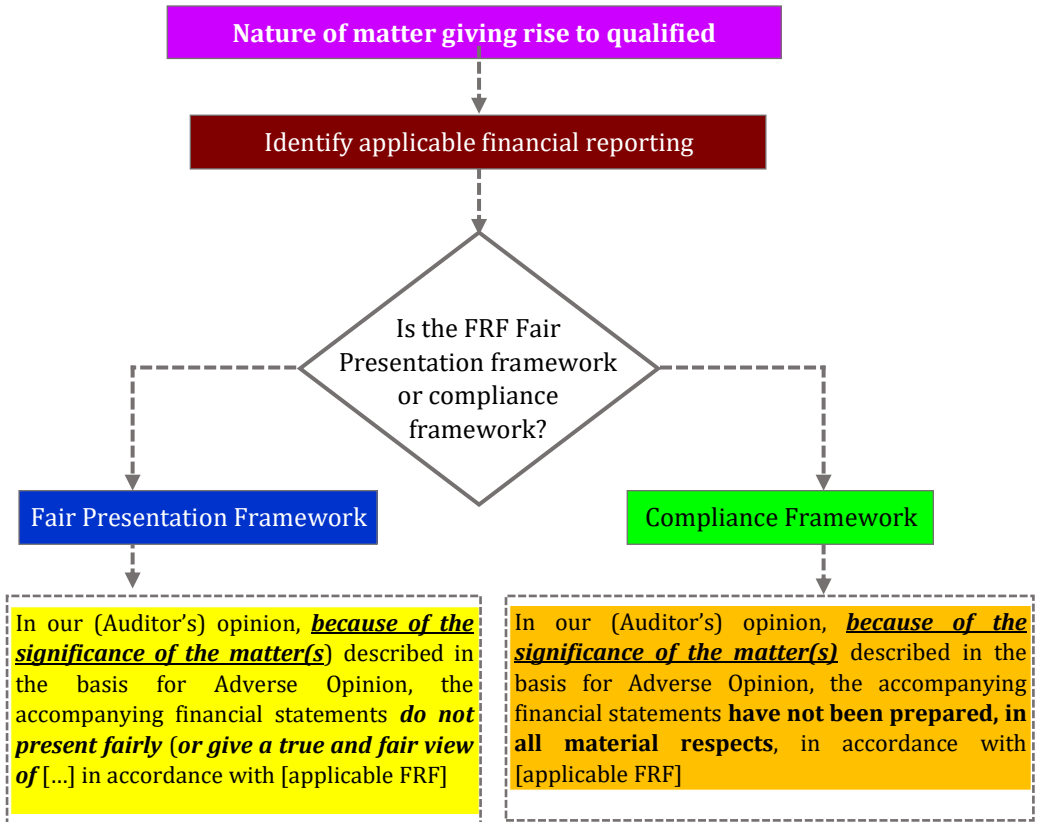 Nature of matter giving rise to qualified
Identify applicable financial reporting
Is the FRF Fair
Presentation framework
or compliance
framework?
Fair Presentation Framework
Compliance Framework
In our (Auditor's) opinion, because of the
significance of the matter(s) described in
the basis for Adverse Opinion, the
accompanying financial statements do not
present fairly (or give a true and fair view
of […] in accordance with [applicable FRF]
In our (Auditor's) opinion, because of the
significance of the matter(s) described in the
basis for Adverse Opinion, the accompanying
financial statements have not been prepared, in
all material respects, in accordance with
[applicable FRF]